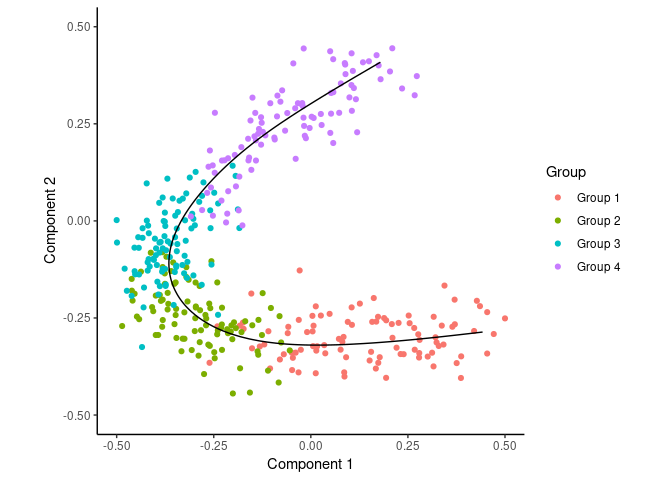 0.50
0.25
0.00
-0.25
-0.50
Component 2
-0.50 -0.25 0.00 0.25 0.50
Component 1
Group
Group 1
Group 2
Group 3
Group 4